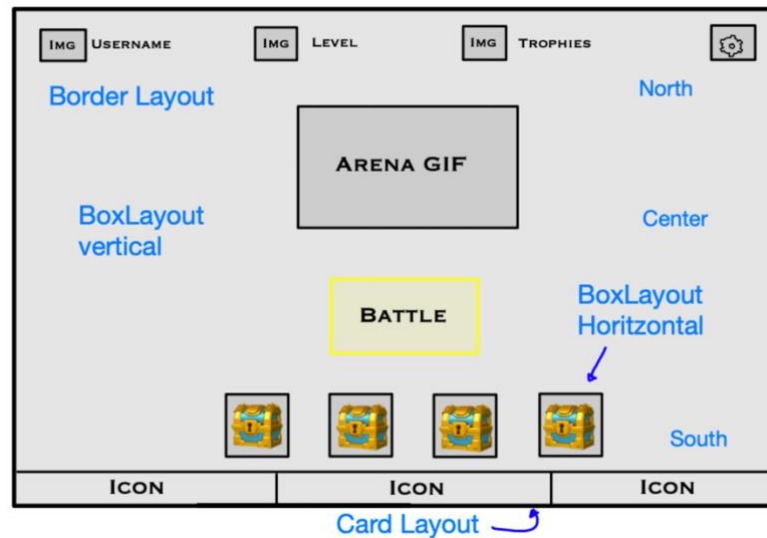 IMG USERNAME IMG LEVEL IMG TROPHIES
Border Layout
North
ARENA GIF
BoxLayout
vertical
Center
BATTLE
BoxLayout
Horitzontal
South
ICON ICON ICON
Card Layout